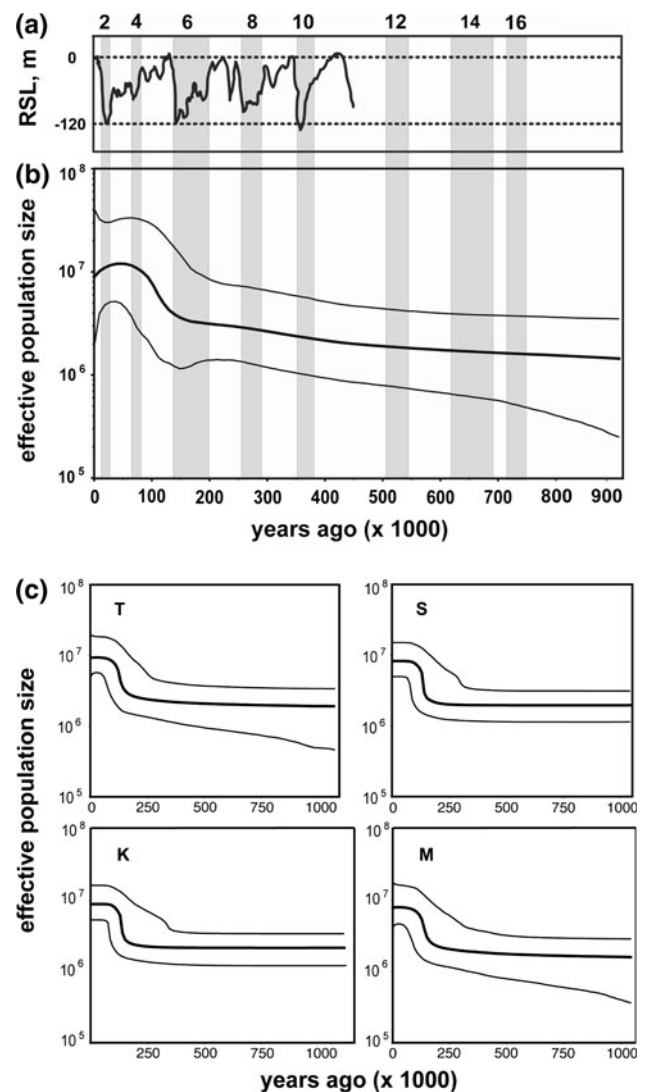 (a) 2 4 6 8 10 12 14 16
RSL, m
0
-120
(b)
effective population size
10^8
10^7
10^6
10^5
0 100 200 300 400 500 600 700 800 900
years ago (x 1000)
(c)
effective population size
T
10^8
10^7
10^6
10^5
0 250 500 750 1000
S
10^8
10^7
10^6
10^5
0 250 500 750 1000
K
10^8
10^7
10^6
10^5
250 500 750 1000
M
10^8
10^7
10^6
10^5
250 500 750 1000
years ago (x 1000)